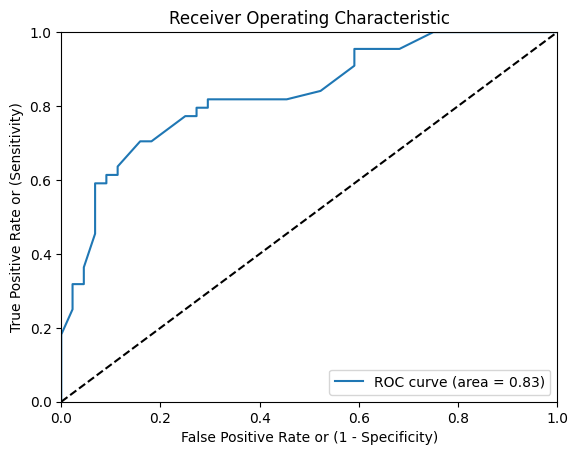 Receiver Operating Characteristic
True Positive Rate or (Sensitivity)
1.0
0.8
0.6
0.4
0.2
0.0
ROC curve (area = 0.83)
0.0 0.2 0.4 0.6 0.8 1.0
False Positive Rate or (1 - Specificity)